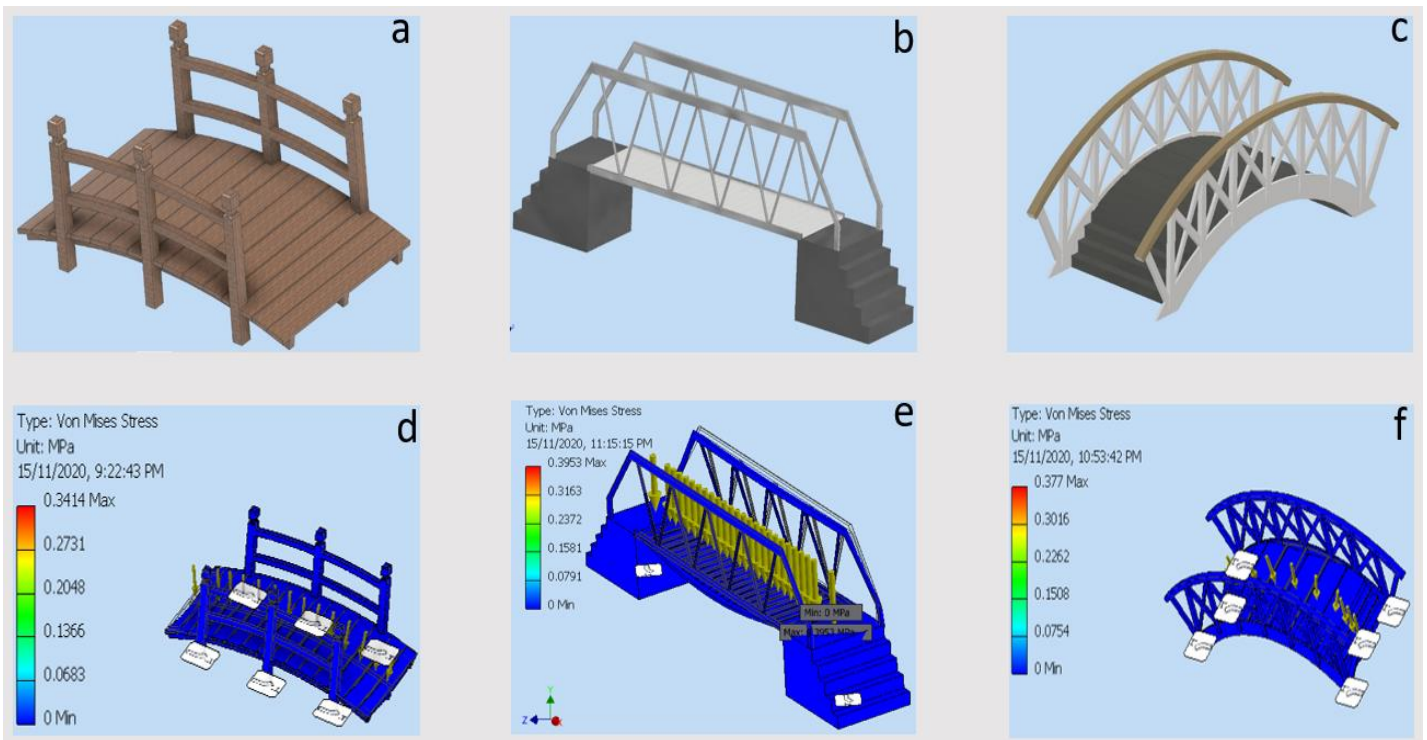 a
b
c
Type: Von Mises Stress
Unit: MPa
15/11/2020, 9:22:43 PM
0.3414 Max
0.2731
0.2048
0.1366
0.0683
0 Min
d
Type: Von Mises Stress
Unit: MPa
15/11/2020, 11:15:15 PM
0.3953 Max
0.3163
0.2372
0.1581
0.0791
0 Min
Min: 0 MPa
Max: 0.3953 MPa
Y
Z
e
Type: Von Mises Stress
Unit: MPa
15/11/2020, 10:53:42 PM
0.377 Max
0.3016
0.2262
0.1508
0.0754
0 Min
f